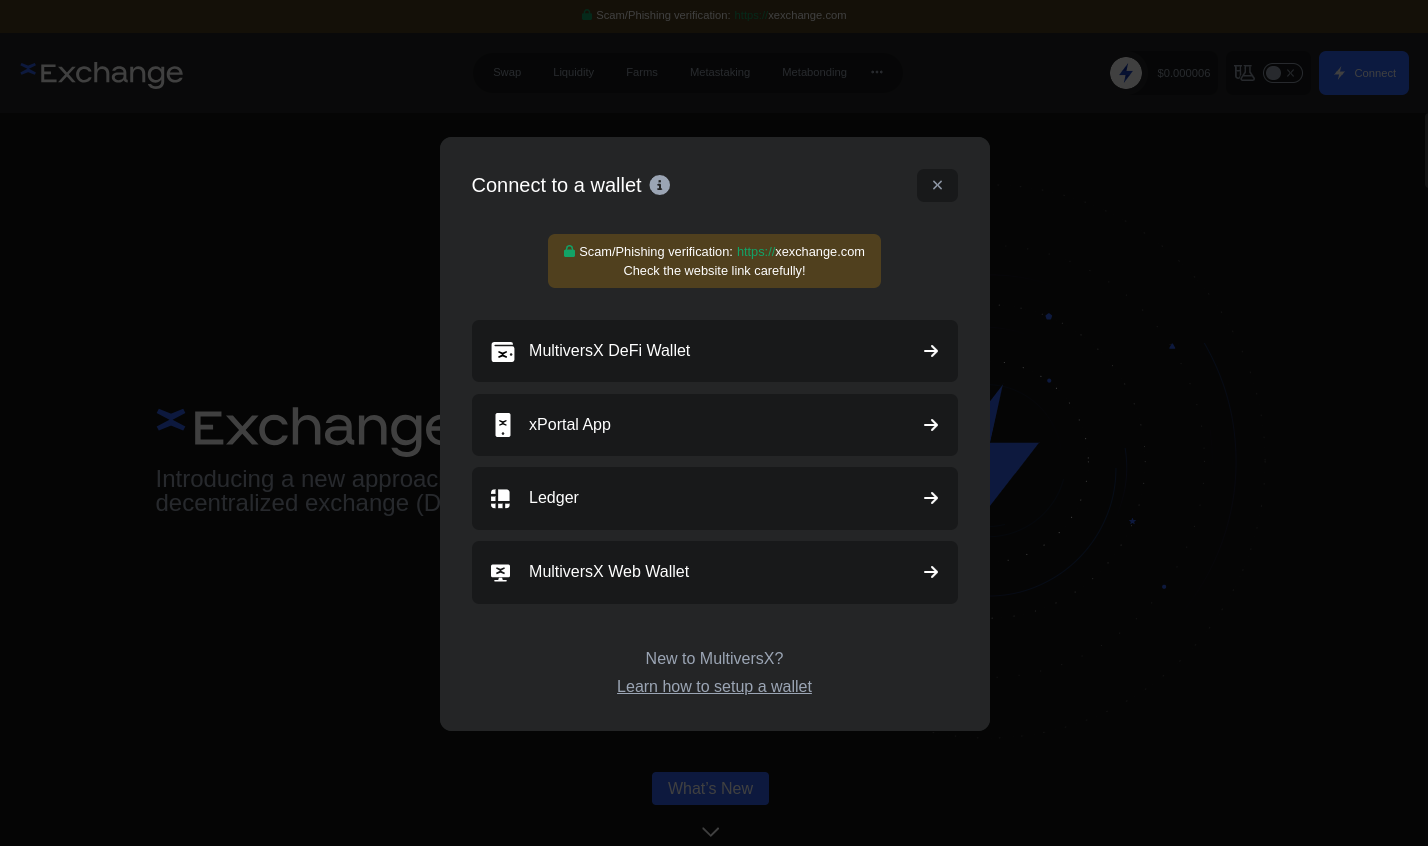 Scam/Phishing verification: https://xexchange.com
Exchange
Swap
Liquidity
Farms
Metastaking
Metabonding
$0.000006
Connect
Connect to a wallet
Scam/Phishing verification: https://xexchange.com
Check the website link carefully!
MultiversX DeFi Wallet
xPortal App
Exchange
Introducing a new approac
decentralized exchange (D
Ledger
MultiversX Web Wallet
New to MultiversX?
Learn how to setup a wallet
What's New